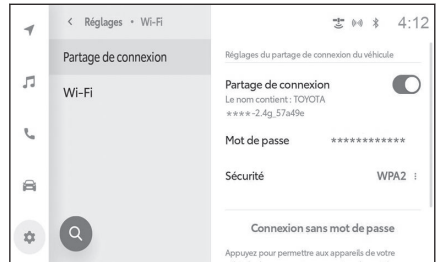 < Réglages • Wi-Fi
4:12
Partage de connexion
Wi-Fi
Réglages du partage de connexion du véhicule
Partage de connexion
Le nom contient : TOYOTA
****-2.4g_57a49e
Mot de passe ************
Sécurité WPA2
Connexion sans mot de passe
Appuyez pour permettre aux appareils de votre